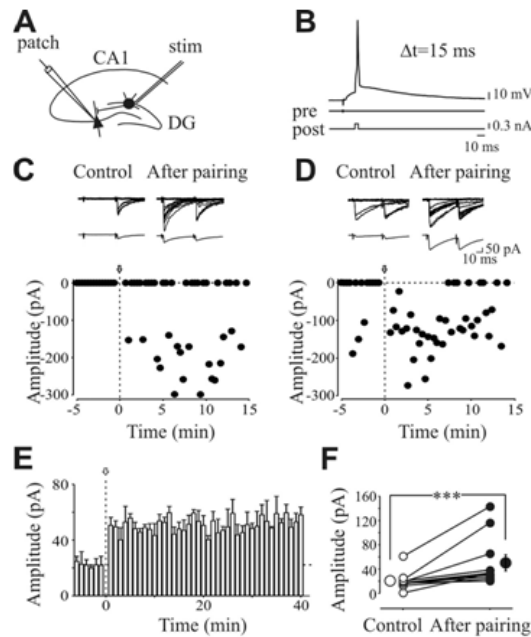 A
patch
CA1
stim
DG
B
Δt=15 ms
10 mV
pre
post
0.3 nA
10 ms
C
Control After pairing
Amplitude (pA)
0
-100
-200
-300
-5 0 5 10 15
Time (min)
D
Control After pairing
50 pA
10 ms
Amplitude (pA)
0
-100
-200
-300
-5 0 5 10 15
Time (min)
E
Amplitude (pA)
80
40
0
0 20 40
Time (min)
F
Amplitude (pA)
160
120
80
40
0
***
Control After pairing